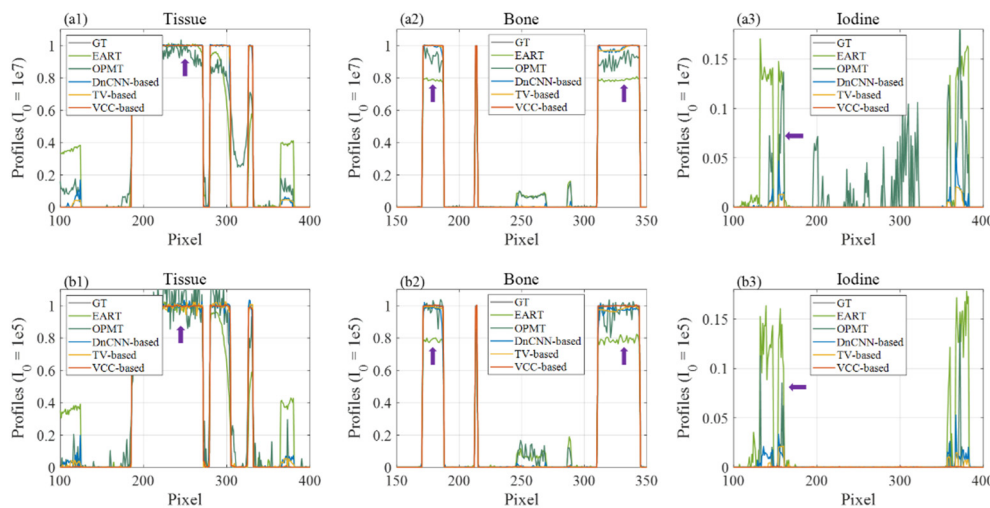 (a1) Tissue
Profiles (I_0 = 1e7)
1
0.8
0.6
0.4
0.2
0
GT
EART
OPMT
DnCNN-based
TV-based
VCC-based
100 200 300 400
Pixel
(a2) Bone
Profiles (I_0 = 1e7)
1
0.8
0.6
0.4
0.2
0
GT
EART
OPMT
DnCNN-based
TV-based
VCC-based
150 200 250 300 350
Pixel
(a3) Iodine
Profiles (I_0 = 1e7)
0.15
0.1
0.05
0
GT
EART
OPMT
DnCNN-based
TV-based
VCC-based
100 200 300 400
Pixel
(b1) Tissue
Profiles (I_0 = 1e5)
1
0.8
0.6
0.4
0.2
0
GT
EART
OPMT
DnCNN-based
TV-based
VCC-based
100 200 300 400
Pixel
(b2) Bone
Profiles (I_0 = 1e5)
1
0.8
0.6
0.4
0.2
0
GT
EART
OPMT
DnCNN-based
TV-based
VCC-based
150 200 250 300 345
Pixel
(b3) Iodine
Profiles (I_0 = 1e5)
0.15
0.1
0.05
0
GT
EART
OPMT
DnCNN-based
TV-based
VCC-based
100 200 300 400
Pixel